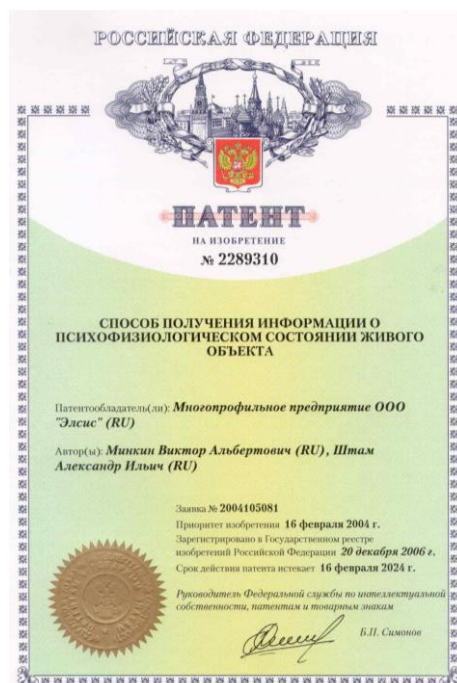 РОССИЙСКАЯ ФЕДЕРАЦИЯ
ПАТЕНТ
НА ИЗОБРЕТЕНИЕ
№ 2289310
СПОСОБ ПОЛУЧЕНИЯ ИНФОРМАЦИИ О
ПСИХОФИЗИОЛОГИЧЕСКОМ СОСТОЯНИИ ЖИВОГО
ОБЪЕКТА
Патентообладатель(ли): Многопрофильное предприятие ООО
"Элсис" (RU)
Автор(ы): Минкин Виктор Альбертович (RU), Штам
Александр Ильич (RU)
Заявка № 2004105081
Приоритет изобретения 16 февраля 2004 г.
Зарегистрировано в Государственном реестре
изобретений Российской Федерации 20 декабря 2006 г.
Срок действия патента истекает 16 февраля 2024 г.
Руководитель Федеральной службы по интеллектуальной
собственности, патентам и товарным знакам
Б.П. Симонов